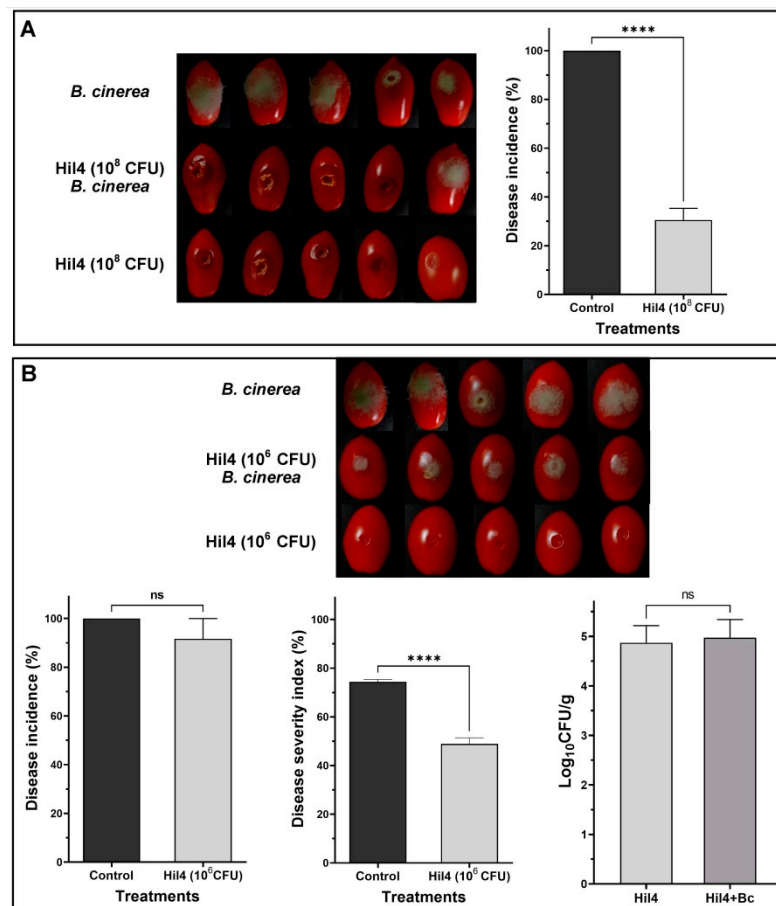 A
B. cinerea
Hil4 (10⁸ CFU)
B. cinerea
Hil4 (10⁸ CFU)
Disease incidence (%)
100
80
60
40
20
0
****
Control
Hil4 (10⁸ CFU)
Treatments
B
B. cinerea
Hil4 (10⁶ CFU)
B. cinerea
Hil4 (10⁶ CFU)
Disease incidence (%)
100
80
60
40
20
0
ns
Control
Hil4 (10⁶CFU)
Treatments
Disease severity index (%)
100
80
60
40
20
0
****
Control
Hil4 (10⁶ CFU)
Treatments
Log₁₀CFU/g
5
4
3
2
1
0
ns
Hil4
Hil4+Bc